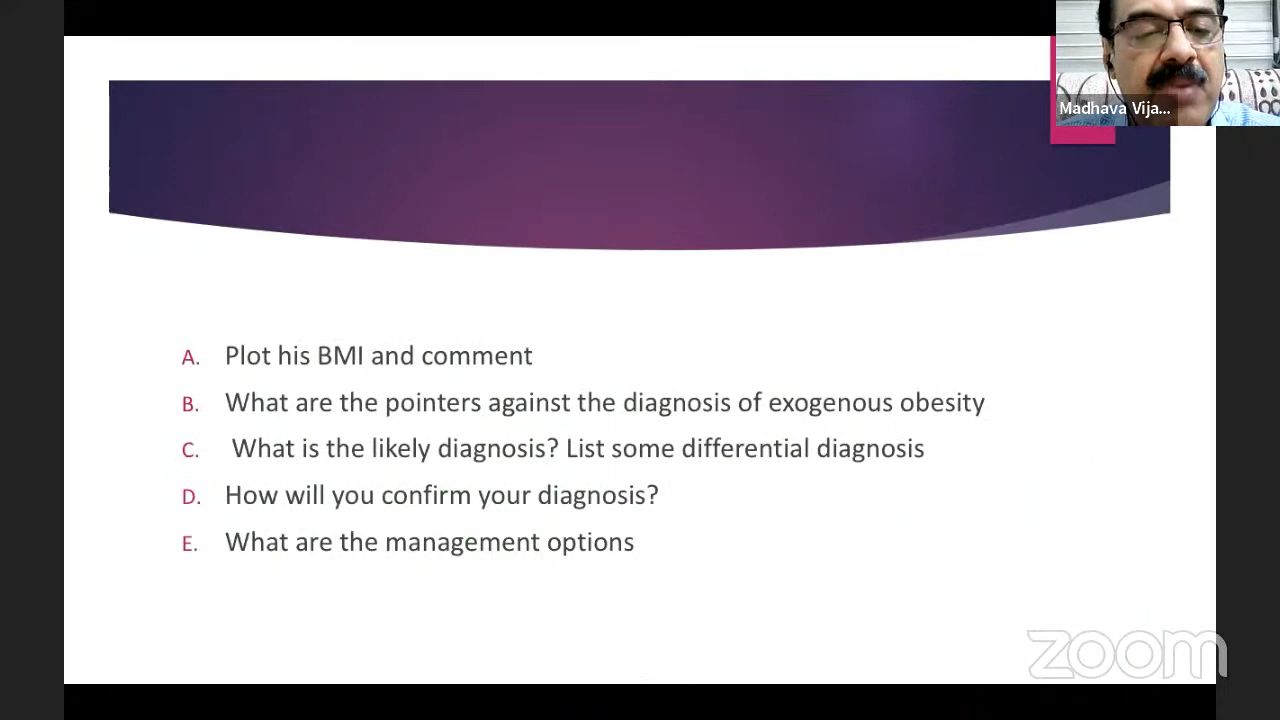 Madhava Vija...
A. Plot his BMI and comment
B. What are the pointers against the diagnosis of exogenous obesity
C. What is the likely diagnosis? List some differential diagnosis
D. How will you confirm your diagnosis?
E. What are the management options
zoom